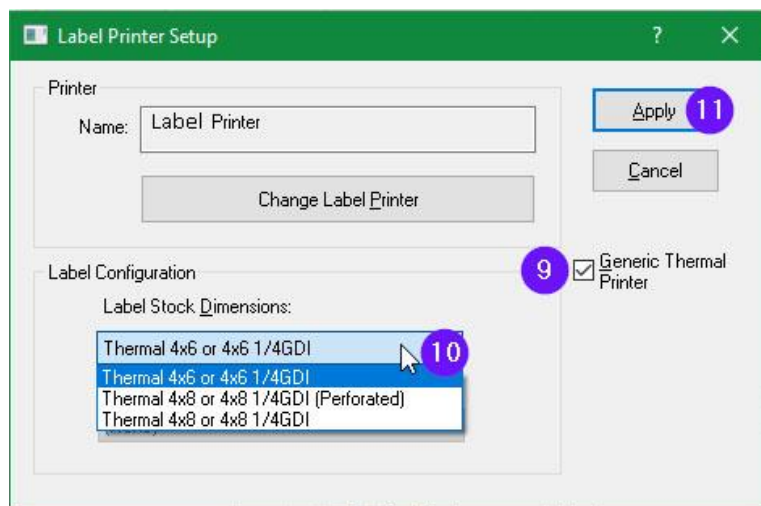 Label Printer Setup
? ×
Printer
Name: Label Printer
Apply 11
Cancel
Change Label Printer
9 Generic Thermal
Printer
Label Configuration
Label Stock Dimensions:
Thermal 4x6 or 4x6 1/4GDI 10
Thermal 4x6 or 4x6 1/4GDI
Thermal 4x8 or 4x8 1/4GDI (Perforated)
Thermal 4x8 or 4x8 1/4GDI